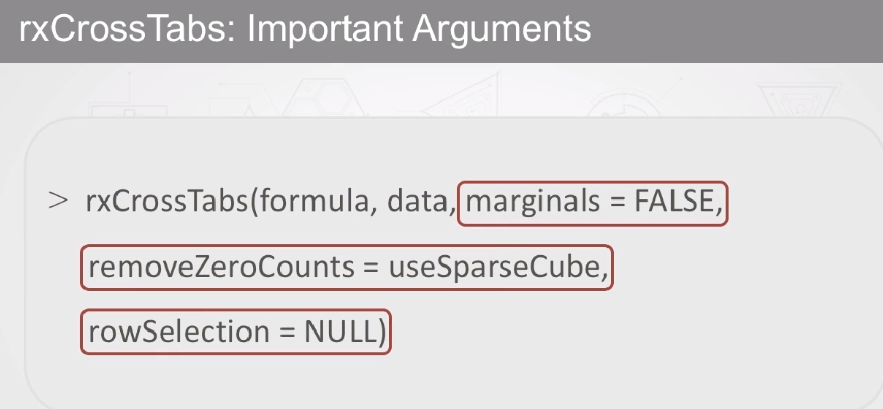 rxCrossTabs: Important Arguments
> rxCrossTabs(formula, data, marginals = FALSE,
removeZeroCounts = useSparseCube,
rowSelection = NULL)